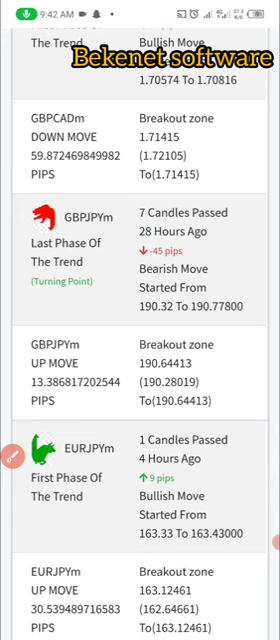 9:42 AM
The Trend
Bekenet software
Bullish Move
1.70574 To 1.70816
GBPCADm
DOWN MOVE
59.872469849982
PIPS
Breakout zone
1.71415
(1.72105)
To(1.71415)
GBPJPYm
Last Phase Of
The Trend
(Turning Point)
7 Candles Passed
28 Hours Ago
-45 pips
Bearish Move
Started From
190.32 To 190.77800
GBPJPYm
UP MOVE
13.386817202544
PIPS
Breakout zone
190.64413
(190.28019)
To(190.64413)
EURJPYm
First Phase Of
The Trend
1 Candles Passed
4 Hours Ago
9 pips
Bullish Move
Started From
163.33 To 163.43000
EURJPYm
UP MOVE
30.539489716583
PIPS
Breakout zone
163.12461
(162.64661)
To(163.12461)